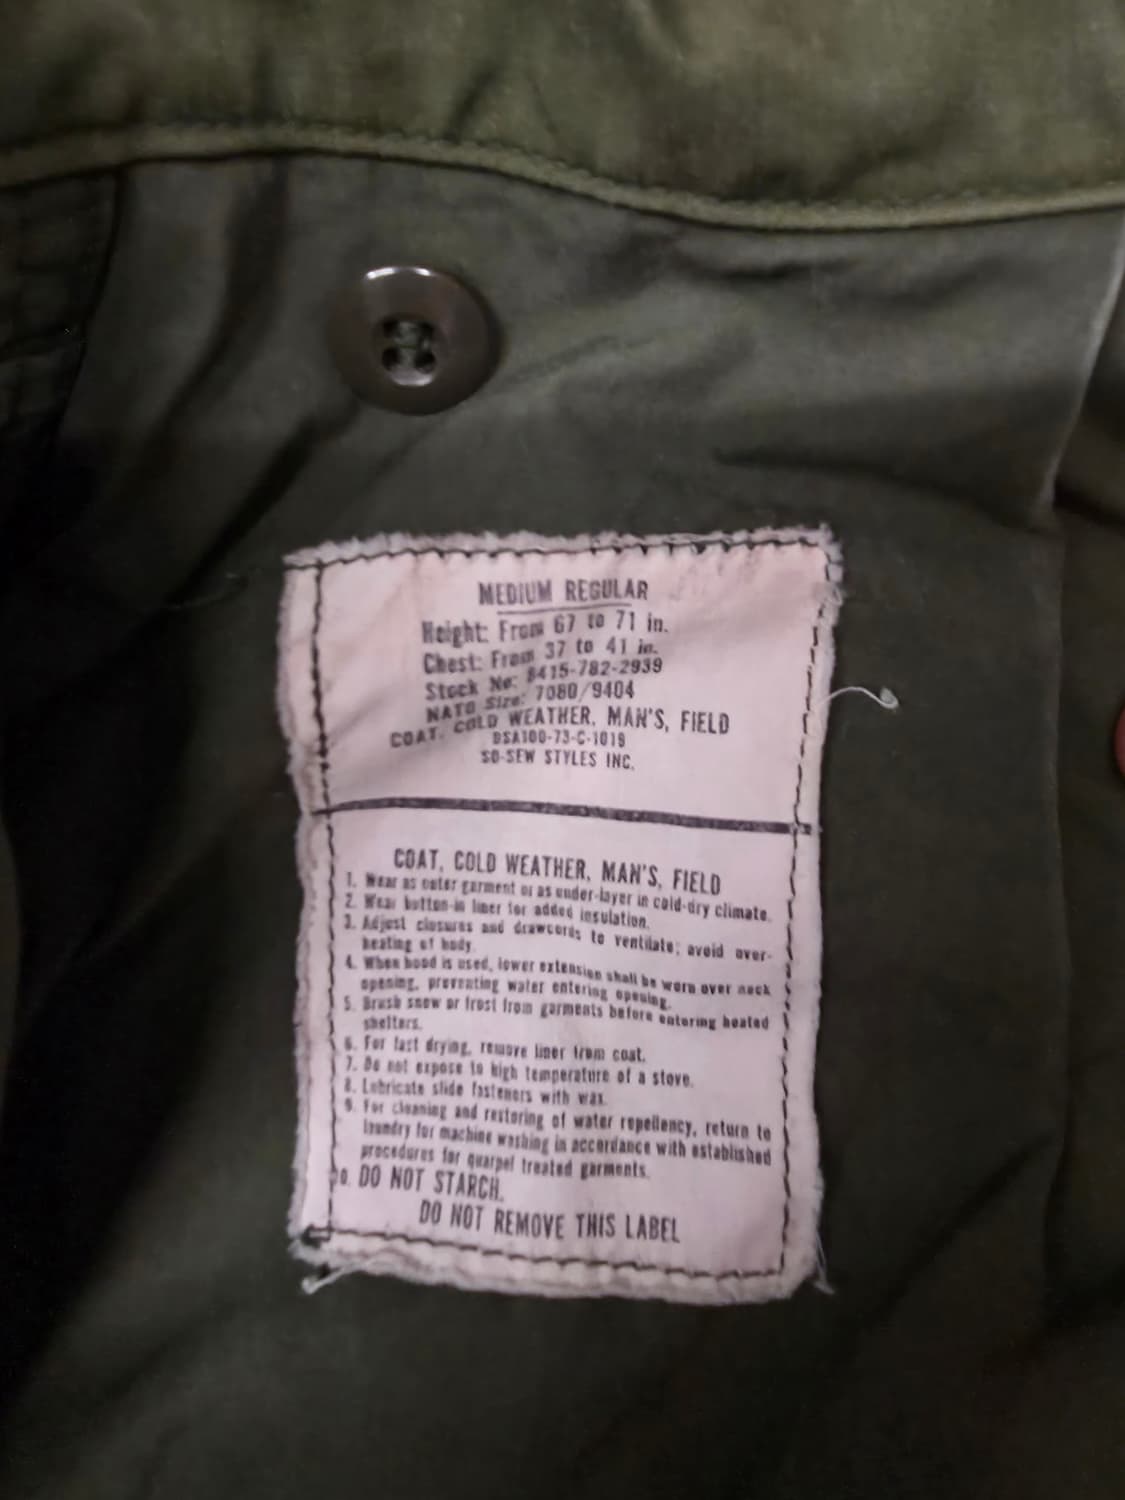 MEDIUM REGULAR
Height: From 67 to 71 in.
Chest: From 37 to 41 in.
Stock No: 8415-782-2939
NATO Size: 7080/9404
COAT, COLD WEATHER, MAN'S, FIELD
DSA100-73-C-1019
SO-SEW STYLES INC.
COAT, COLD WEATHER, MAN'S, FIELD
1. Wear as outer garment or as under-layer in cold-dry climate.
2. Wear button-in liner for added insulation.
3. Adjust closures and drawcords to ventilate; avoid over-
heating of body.
4. When hood is used, lower extension shall be worn over neck
opening, preventing water entering opening.
5. Brush snow or frost from garments before entering heated
shelters.
6. For fast drying, remove liner from coat.
7. Do not expose to high temperature of a stove.
8. Lubricate slide fasteners with wax.
9. For cleaning and restoring of water repellency, return to
laundry for machine washing in accordance with established
procedures for quarpel treated garments.
10. DO NOT STARCH.
DO NOT REMOVE THIS LABEL